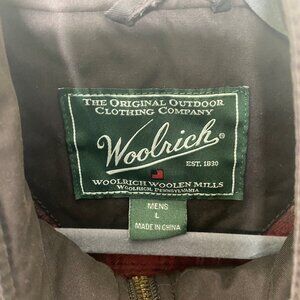 THE ORIGINAL OUTDOOR
CLOTHING COMPANY
Woolrich®
EST. 1830
WOOLRICH WOOLEN MILLS
WOOLRICH, PENNSYLVANIA
MENS
L
MADE IN CHINA